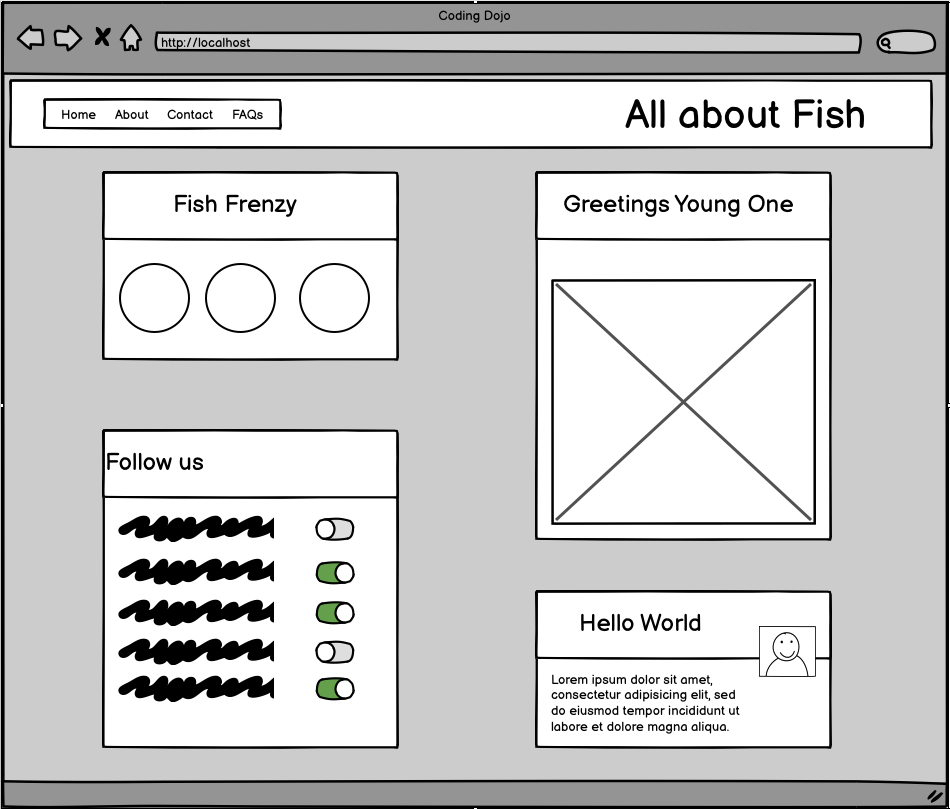 Coding Dojo
http://localhost
Home About Contact FAQs
All about Fish
Fish Frenzy
Greetings Young One
Follow us
Hello World
Lorem ipsum dolor sit amet,
consectetur adipisicing elit, sed
do eiusmod tempor incididunt ut
labore et dolore magna aliqua.